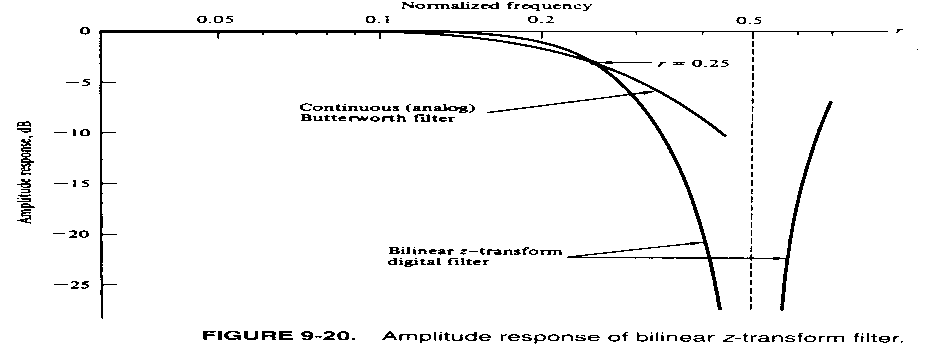 Normalized frequency
0.05 0.1 0.2 0.5 r
0
−5
−10
−15
−20
−25
Amplitude response, dB
r = 0.25
Continuous (analog)
Butterworth filter
Bilinear z−transform
digital filter
FIGURE 9-20. Amplitude response of bilinear z-transform filter.